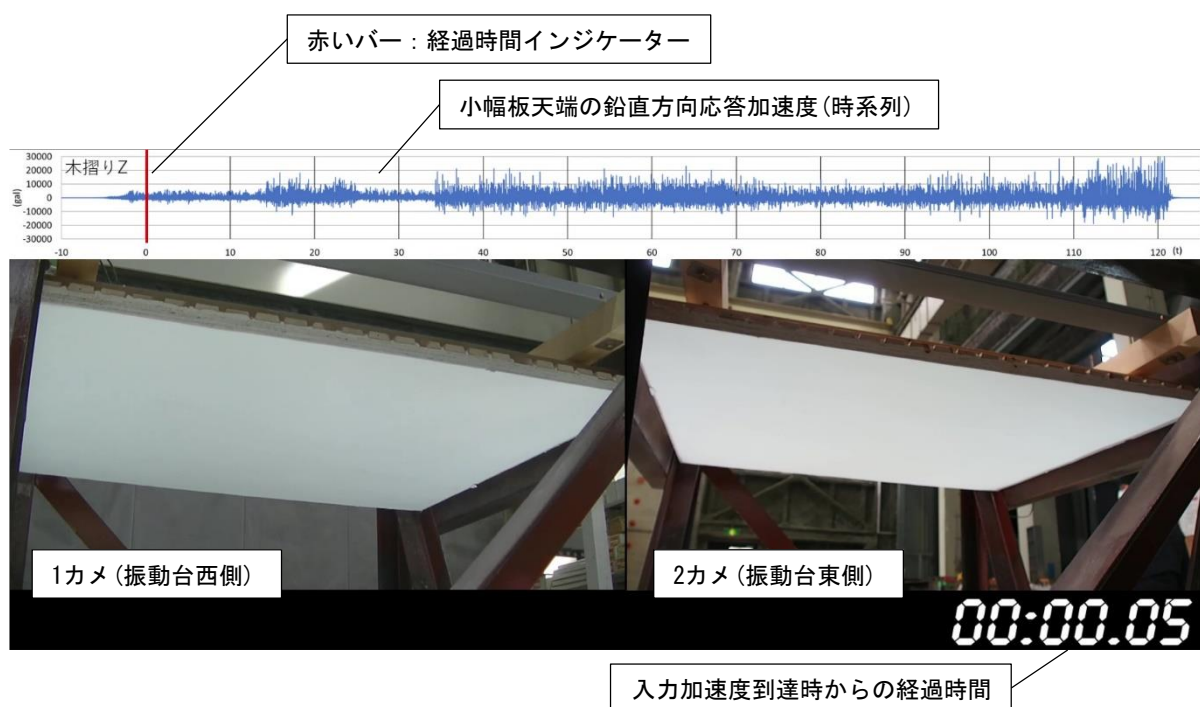 赤いバー：経過時間インジケーター
小幅板天端の鉛直方向応答加速度(時系列)
木摺りZ
(gal)
30000
20000
10000
0
-10000
-20000
-30000
-10 0 10 20 30 40 50 60 70 80 90 100 110 120 (t)
1カメ(振動台西側)
2カメ(振動台東側)
00:00.05
入力加速度到達時からの経過時間